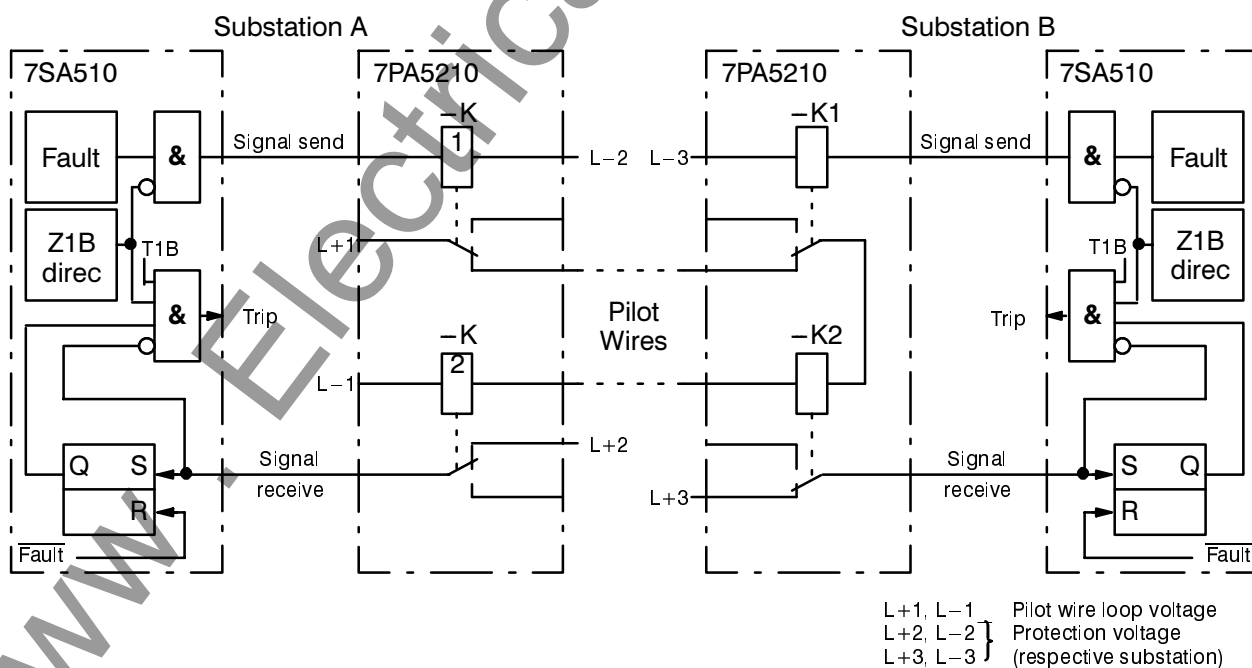 Substation A
Substation B
7SA510
7PA5210
7PA5210
7SA510
Fault
&
Signal send
–K
1
L–2
L–3
–K1
Signal send
&
Fault
Z1B
direc
T1B
L+1
T1B
Z1B
direc
&
Trip
Pilot
Wires
Trip
&
–K
2
L–1
–K2
Q
S
R
Signal
receive
L+2
L+3
Signal
receive
S
Q
R
Fault
Fault
L+1, L–1 Pilot wire loop voltage
L+2, L–2 } Protection voltage
L+3, L–3 (respective substation)
www. Electrica